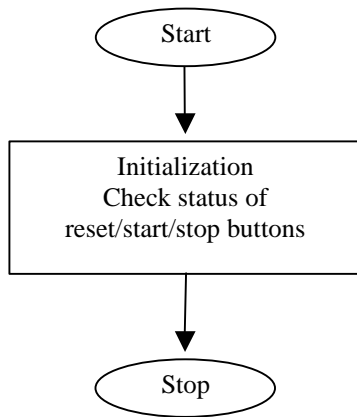 Start
Initialization
Check status of
reset/start/stop buttons
Stop